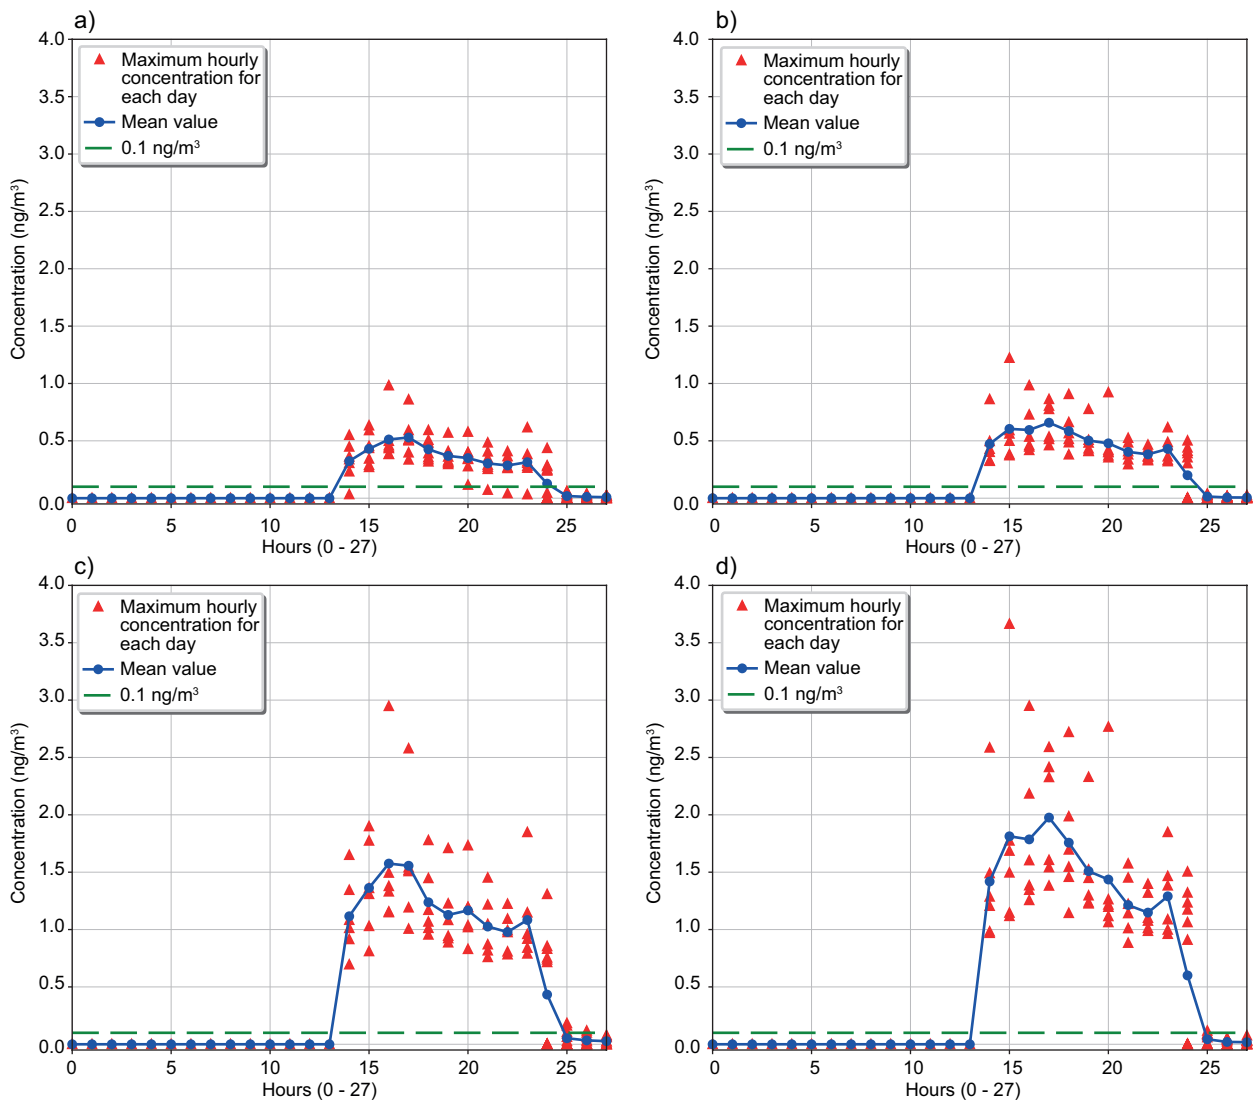 a)
4.0
3.5
3.0
2.5
2.0
1.5
1.0
0.5
0.0
Concentration (ng/m³)
Maximum hourly
concentration for
each day
Mean value
0.1 ng/m³
0 5 10 15 20 25
Hours (0 - 27)
b)
4.0
3.5
3.0
2.5
2.0
1.5
1.0
0.5
0.0
Concentration (ng/m³)
Maximum hourly
concentration for
each day
Mean value
0.1 ng/m³
0 5 10 15 20 25
Hours (0 - 27)
c)
4.0
3.5
3.0
2.5
2.0
1.5
1.0
0.5
0.0
Concentration (ng/m³)
Maximum hourly
concentration for
each day
Mean value
0.1 ng/m³
0 5 10 15 20 25
Hours (0 - 27)
d)
4.0
3.5
3.0
2.5
2.0
1.5
1.0
0.5
0.0
Concentration (ng/m³)
Maximum hourly
concentration for
each day
Mean value
0.1 ng/m³
0 5 10 15 20 25
Hours (0 - 27)